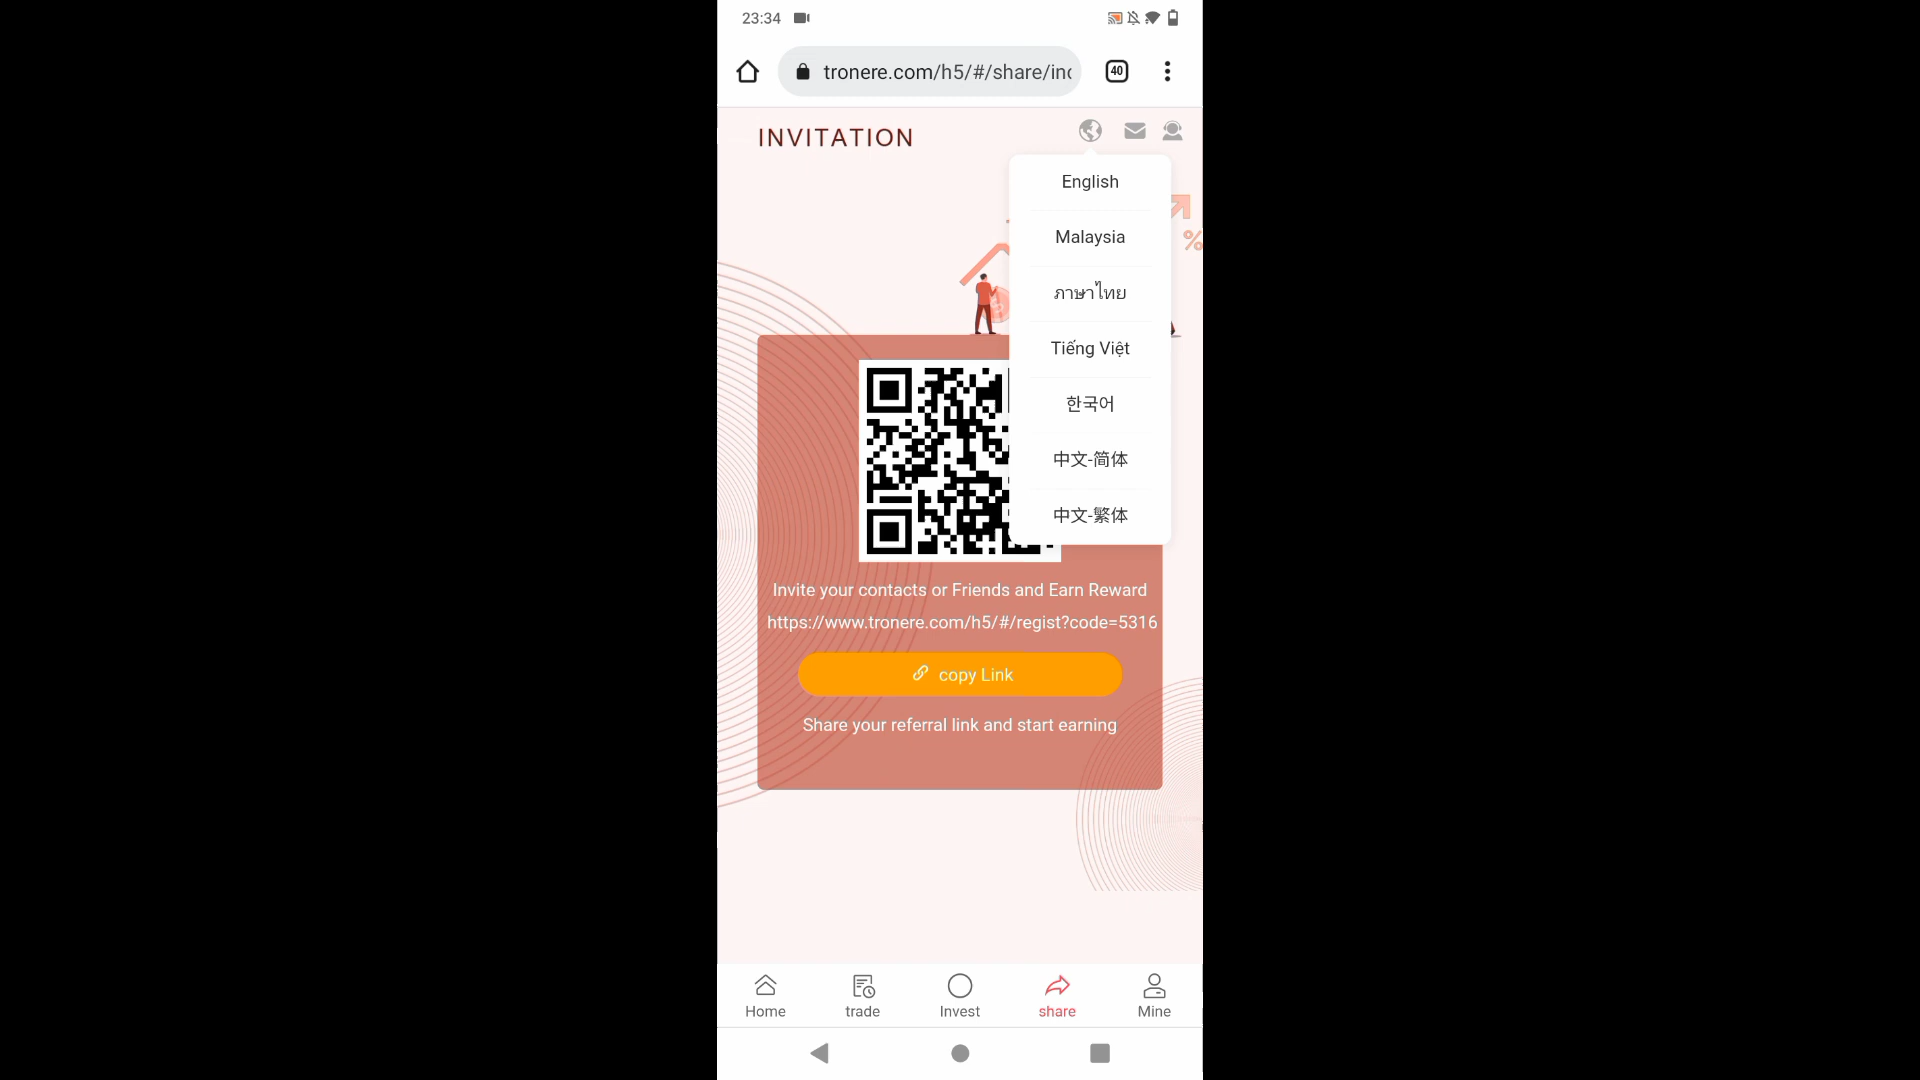 23:34
tronere.com/h5/#/share/in
40
INVITATION
English
Malaysia
ภาษาไทย
Tiếng Việt
한국어
中文-简体
中文-繁体
%
Invite your contacts or Friends and Earn Reward
https://www.tronere.com/h5/#/regist?code=5316
copy Link
Share your referral link and start earning
Home
trade
Invest
share
Mine